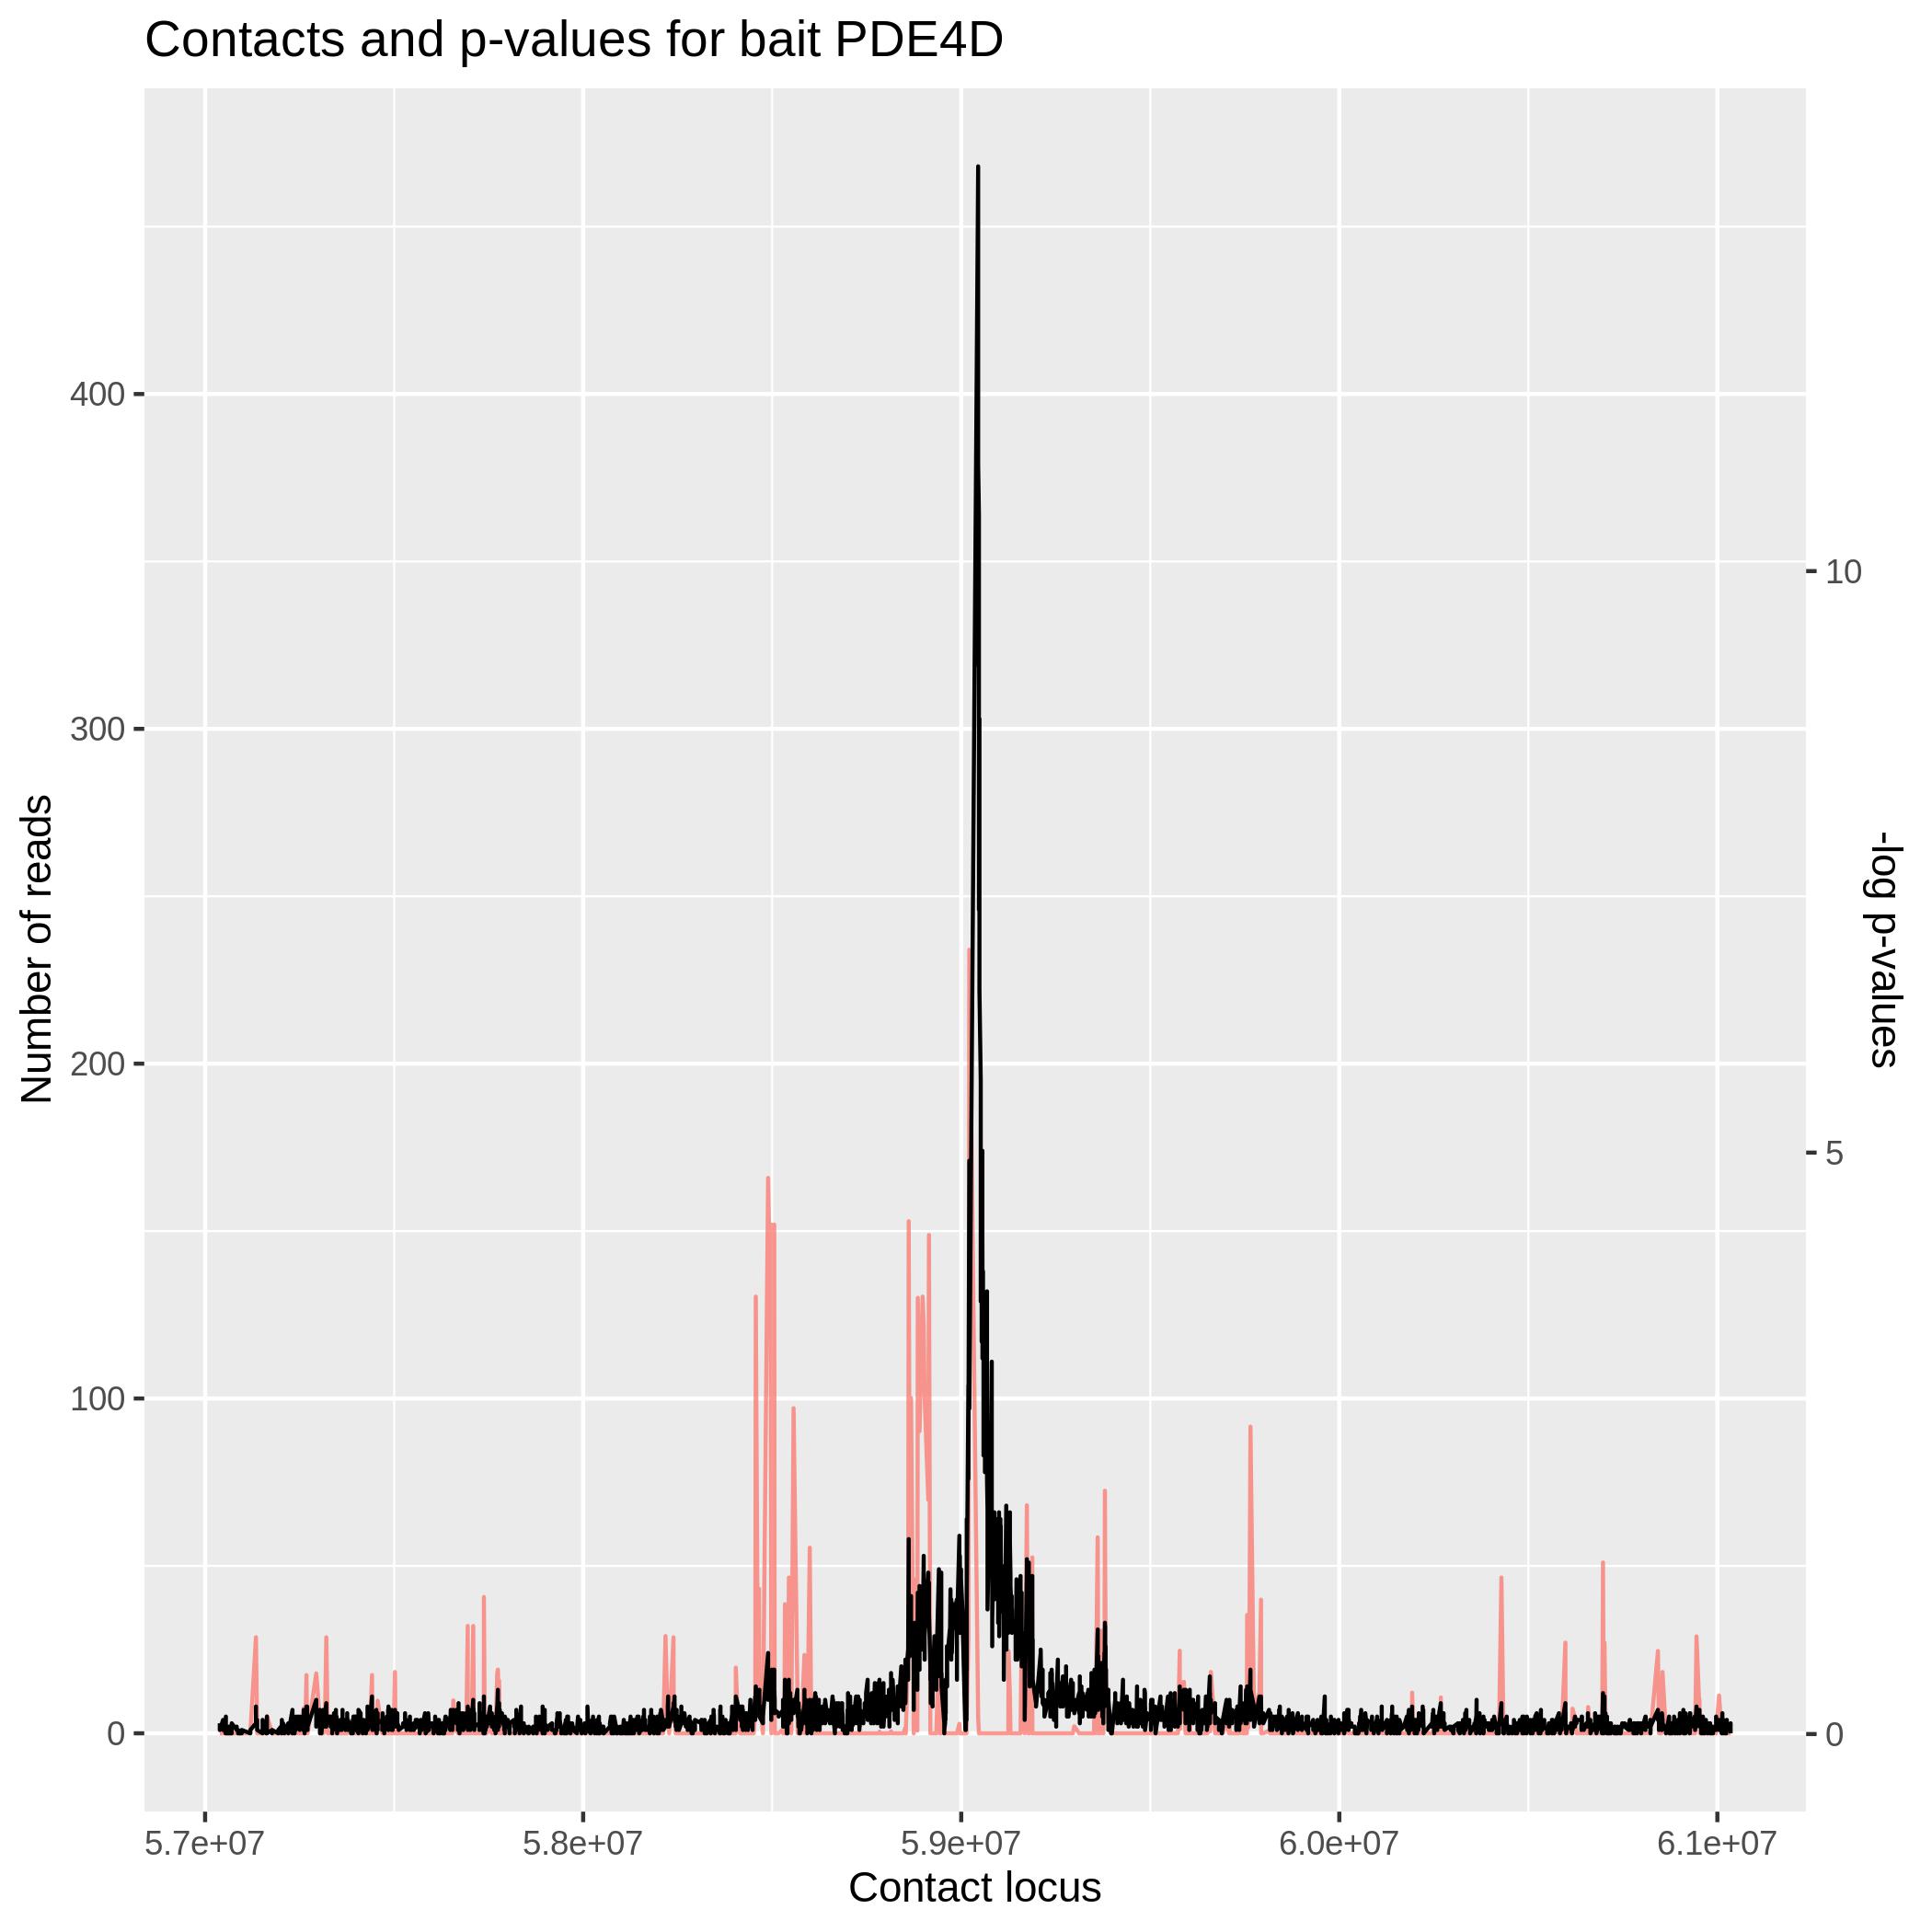 Contacts and p-values for bait PDE4D
Number of reads
400
300
200
100
0
10
5
0
-log p-values
5.7e+07
5.8e+07
5.9e+07
6.0e+07
6.1e+07
Contact locus